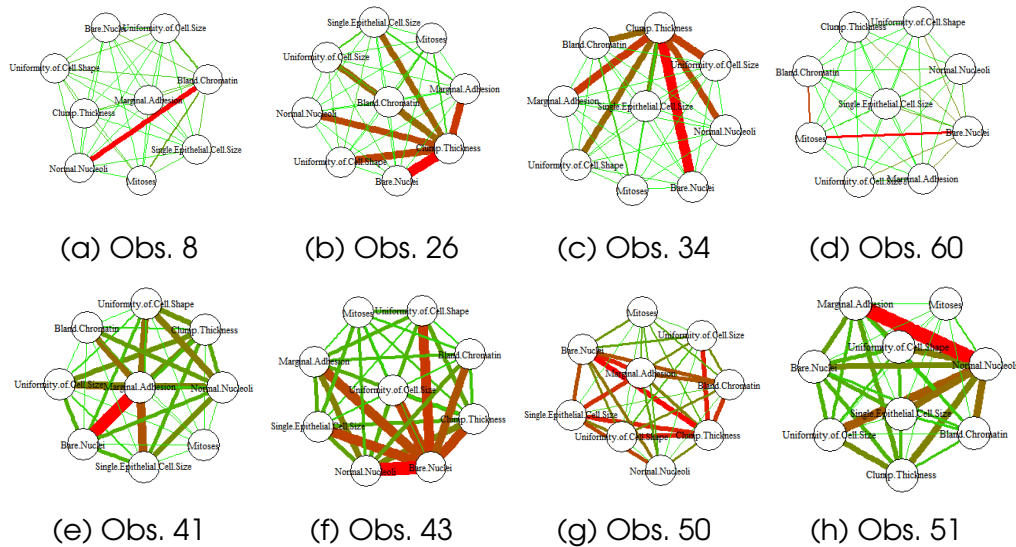 Bare.Nuclei
Uniformity.of.Cell.Size
Uniformity.of.Cell.Shape
Bland.Chromatin
Marginal.Adhesion
Clump.Thickness
Single.Epithelial.Cell.Size
Normal.Nucleoli
Mitoses
(a) Obs. 8
Single.Epithelial.Cell.Size
Mitoses
Uniformity.of.Cell.Size
Marginal.Adhesion
Bland.Chromatin
Normal.Nucleoli
Clump.Thickness
Uniformity.of.Cell.Shape
Bare.Nuclei
(b) Obs. 26
Clump.Thickness
Bland.Chromatin
Uniformity.of.Cell.Size
Marginal.Adhesion
Single.Epithelial.Cell.Size
Normal.Nucleoli
Uniformity.of.Cell.Shape
Mitoses
Bare.Nuclei
(c) Obs. 34
Uniformity.of.Cell.Shape
Clump.Thickness
Bland.Chromatin
Normal.Nucleoli
Single.Epithelial.Cell.Size
Mitoses
Bare.Nuclei
Uniformity.of.Cell.Size
Marginal.Adhesion
(d) Obs. 60
Uniformity.of.Cell.Shape
Bland.Chromatin
Clump.Thickness
Uniformity.of.Cell.Size
Marginal.Adhesion
Normal.Nucleoli
Bare.Nuclei
Mitoses
Single.Epithelial.Cell.Size
(e) Obs. 41
Mitoses
Uniformity.of.Cell.Shape
Marginal.Adhesion
Bland.Chromatin
Uniformity.of.Cell.Size
Clump.Thickness
Single.Epithelial.Cell.Size
Normal.Nucleoli
Bare.Nuclei
(f) Obs. 43
Mitoses
Uniformity.of.Cell.Size
Bare.Nuclei
Marginal.Adhesion
Bland.Chromatin
Single.Epithelial.Cell.Size
Uniformity.of.Cell.Shape
Clump.Thickness
Normal.Nucleoli
(g) Obs. 50
Marginal.Adhesion
Mitoses
Uniformity.of.Cell.Shape
Bare.Nuclei
Normal.Nucleoli
Single.Epithelial.Cell.Size
Uniformity.of.Cell.Size
Bland.Chromatin
Clump.Thickness
(h) Obs. 51